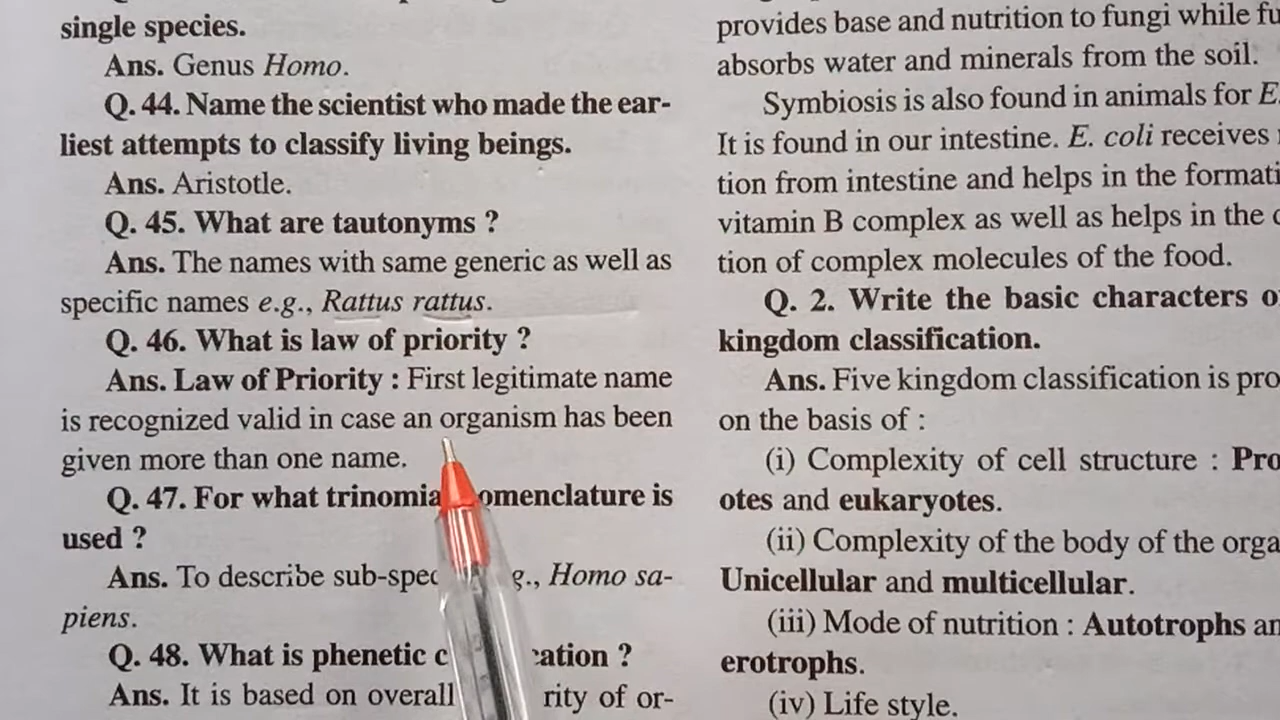 single species.
Ans. Genus Homo.
Q. 44. Name the scientist who made the ear-
liest attempts to classify living beings.
Ans. Aristotle.
Q. 45. What are tautonyms ?
Ans. The names with same generic as well as
specific names e.g., Rattus rattus.
Q. 46. What is law of priority ?
Ans. Law of Priority : First legitimate name
is recognized valid in case an organism has been
given more than one name.
Q. 47. For what trinomia omenclature is
used ?
Ans. To describe sub-spec g., Homo sa-
piens.
Q. 48. What is phenetic c cation ?
Ans. It is based on overall rity of or-
provides base and nutrition to fungi while fu
absorbs water and minerals from the soil.
Symbiosis is also found in animals for E.
It is found in our intestine. E. coli receives
tion from intestine and helps in the formati
vitamin B complex as well as helps in the
tion of complex molecules of the food.
Q. 2. Write the basic characters o
kingdom classification.
Ans. Five kingdom classification is pro
on the basis of :
(i) Complexity of cell structure : Pro
otes and eukaryotes.
(ii) Complexity of the body of the orga
Unicellular and multicellular.
(iii) Mode of nutrition : Autotrophs an
erotrophs.
(iv) Life style.